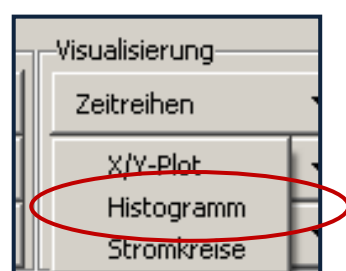 Visualisierung
Zeitreihen
X/Y-Plot
Histogramm
Stromkreise